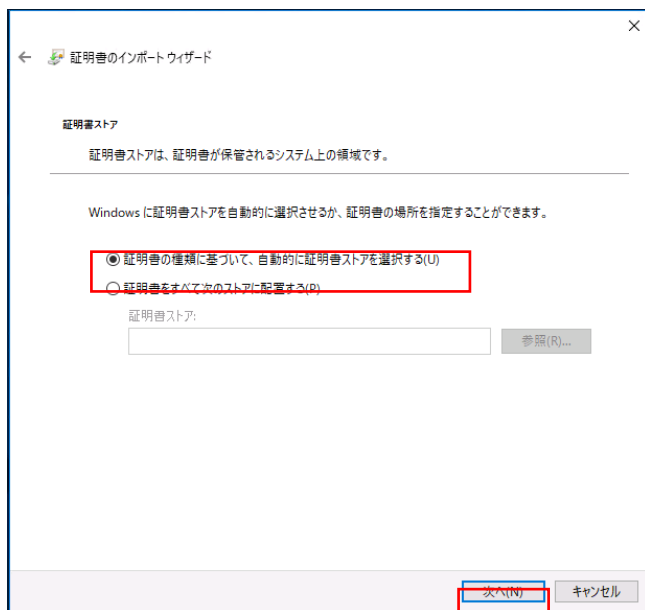 証明書のインポート ウィザード
証明書ストア
証明書ストアは、証明書が保管されるシステム上の領域です。
Windows に証明書ストアを自動的に選択させるか、証明書の場所を指定することができます。
証明書の種類に基づいて、自動的に証明書ストアを選択する(U)
証明書をすべて次のストアに配置する(P)
証明書ストア:
参照(R)...
次へ(N)
キャンセル